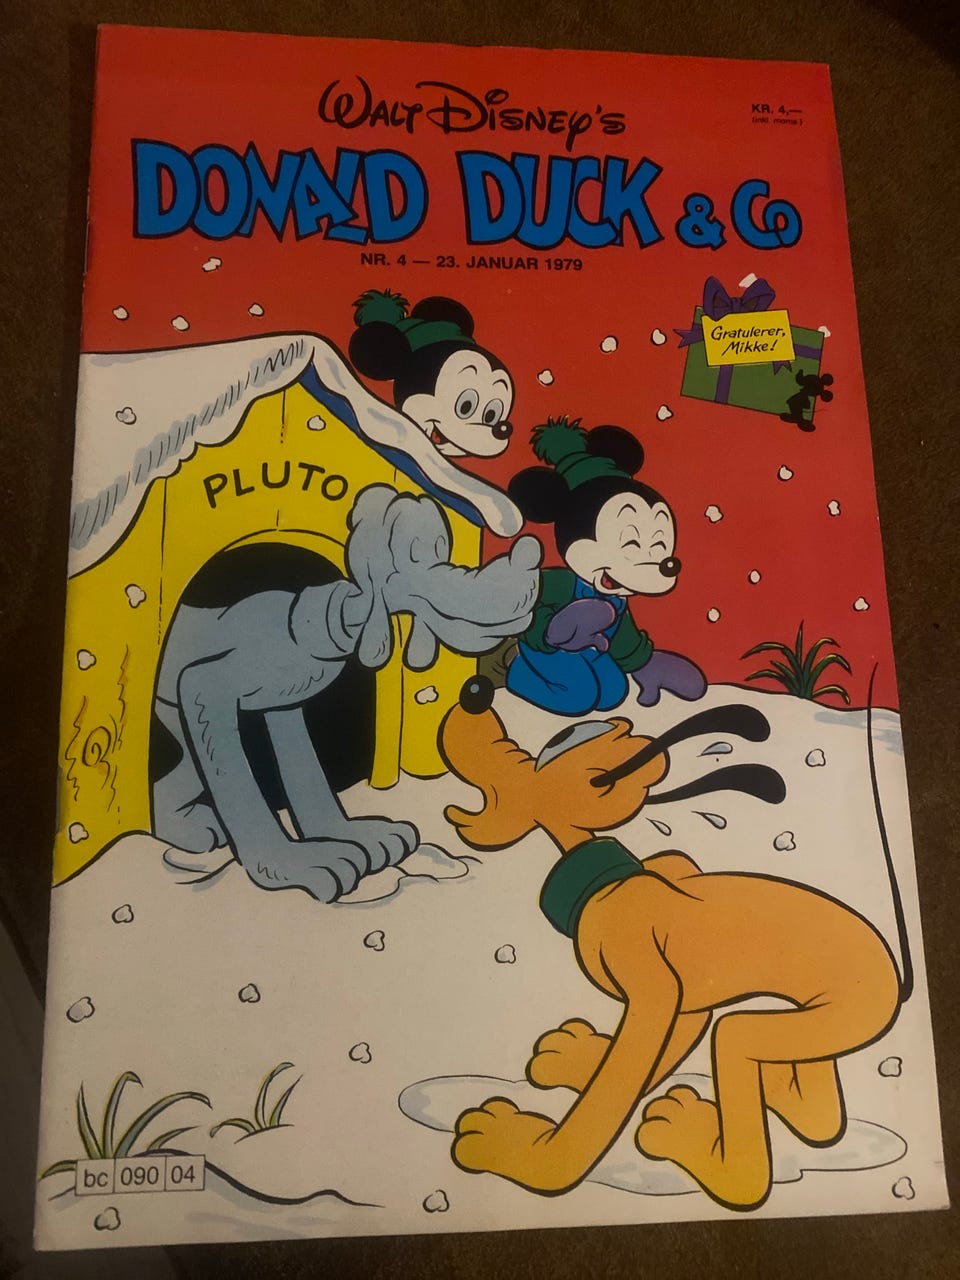 WALT DISNEY'S
KR. 4,—
(inkl. moms.)
DONALD DUCK & CO
NR. 4 — 23. JANUAR 1979
Gratulerer,
Mikke!
PLUTO
bc 090 04